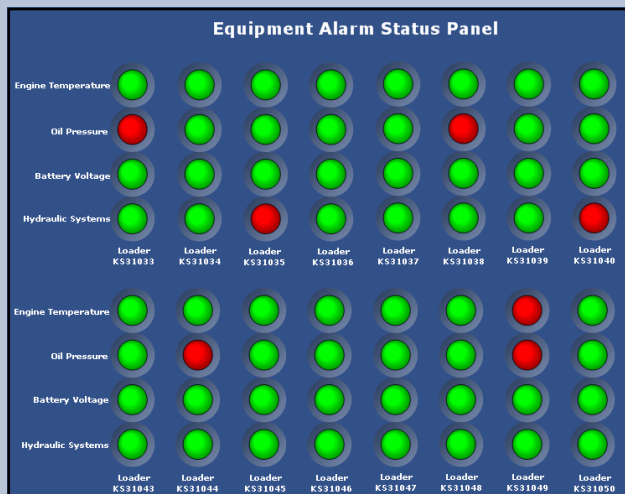 Equipment Alarm Status Panel
Engine Temperature
Oil Pressure
Battery Voltage
Hydraulic Systems
Loader Loader Loader Loader Loader Loader Loader Loader
KS31033 KS31034 KS31035 KS31036 KS31037 KS31038 KS31039 KS31040
Engine Temperature
Oil Pressure
Battery Voltage
Hydraulic Systems
Loader Loader Loader Loader Loader Loader Loader Loader
KS31043 KS31044 KS31045 KS31046 KS31047 KS31048 KS31049 KS31050